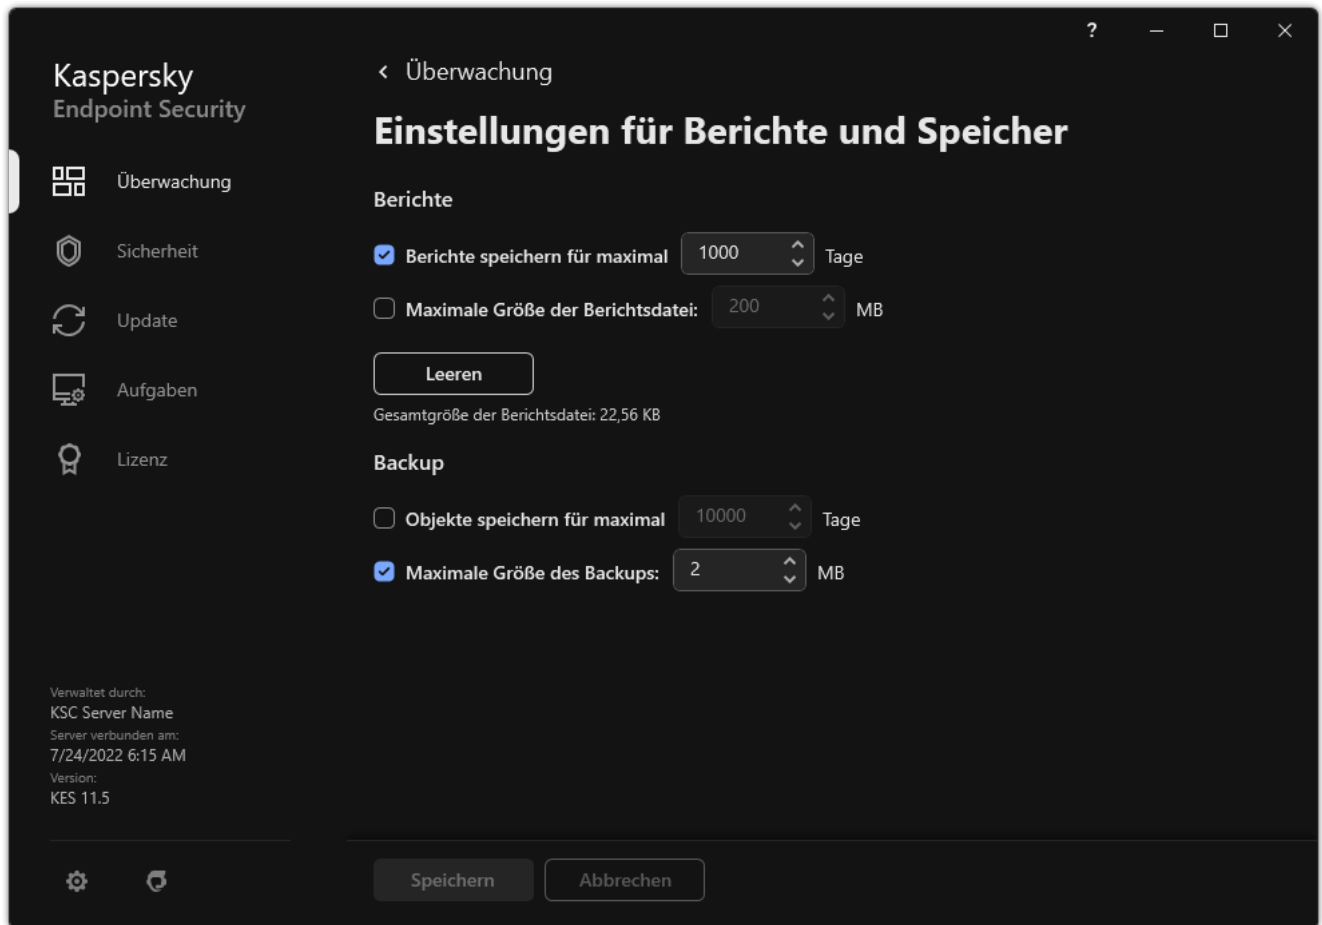 ?
Kaspersky
Endpoint Security
Überwachung
Sicherheit
Update
Aufgaben
Lizenz
Verwaltet durch:
KSC Server Name
Server verbunden am:
7/24/2022 6:15 AM
Version:
KES 11.5
Überwachung
Einstellungen für Berichte und Speicher
Berichte
Berichte speichern für maximal 1000 Tage
Maximale Größe der Berichtsdatei: 200 MB
Leeren
Gesamtgröße der Berichtsdatei: 22,56 KB
Backup
Objekte speichern für maximal 10000 Tage
Maximale Größe des Backups: 2 MB
Speichern Abbrechen